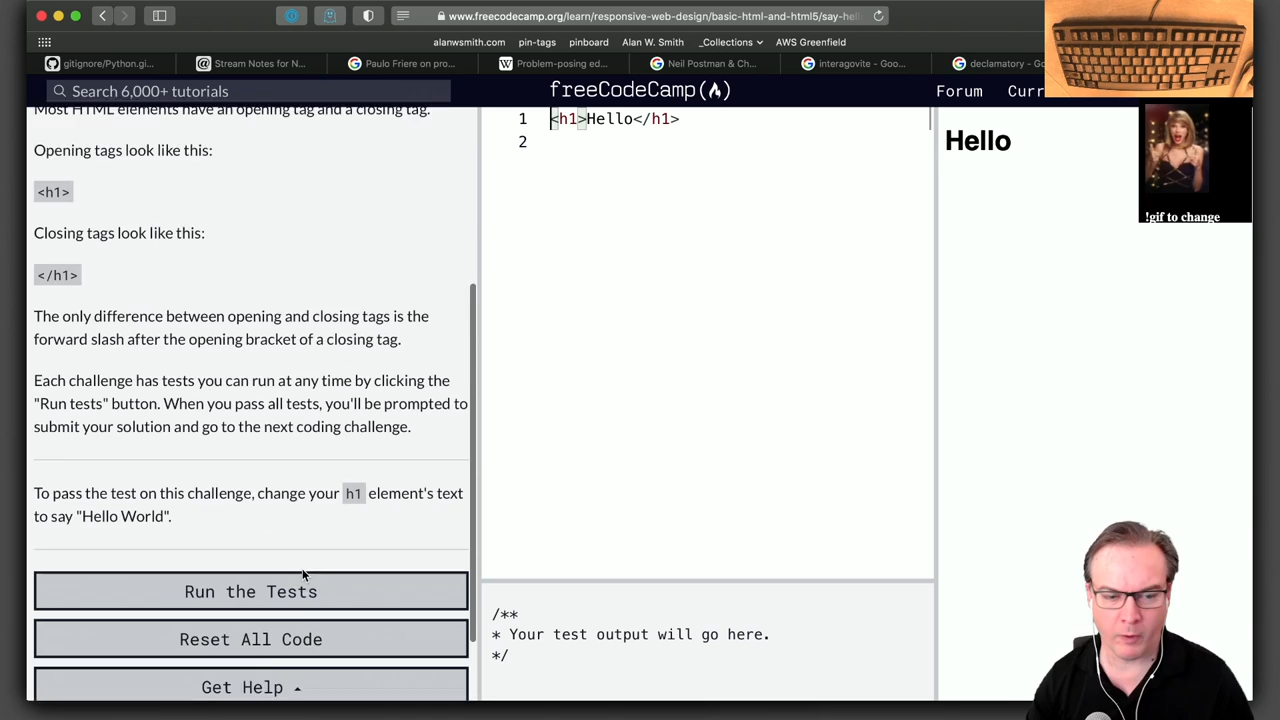 www.freecodecamp.org/learn/responsive-web-design/basic-html-and-html5/say-hell
alanwsmith.com pin-tags pinboard Alan W. Smith _Collections AWS Greenfield
gitignore/Python.gi... Stream Notes for N... Paulo Friere on pro... Problem-posing ed... Neil Postman & Ch... interagovite - Goo... declamatory - Go
Search 6,000+ tutorials
freeCodeCamp
Forum
Curr
Most HTML elements have an opening tag and a closing tag.
Opening tags look like this:
<h1>
Closing tags look like this:
</h1>
The only difference between opening and closing tags is the
forward slash after the opening bracket of a closing tag.
Each challenge has tests you can run at any time by clicking the
"Run tests" button. When you pass all tests, you'll be prompted to
submit your solution and go to the next coding challenge.
To pass the test on this challenge, change your h1 element's text
to say "Hello World".
Run the Tests
Reset All Code
Get Help
1 <h1>Hello</h1>
2
/**
* Your test output will go here.
*/
Hello
!gif to change